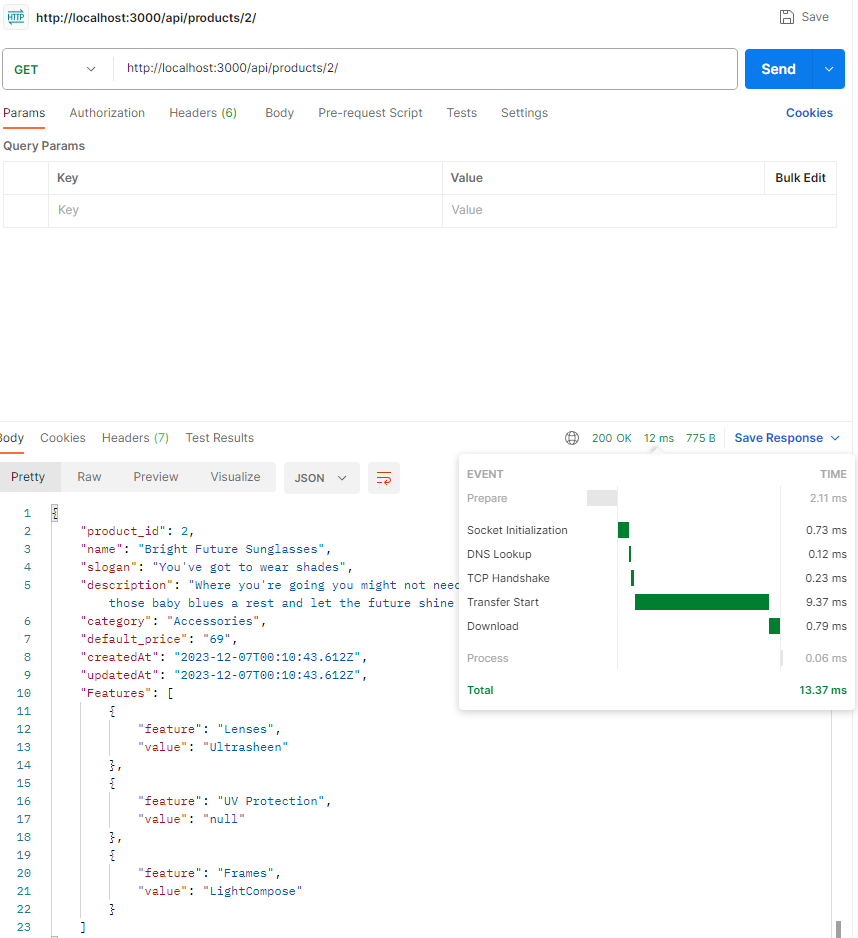 HTTP http://localhost:3000/api/products/2/ Save
GET http://localhost:3000/api/products/2/ Send
Params Authorization Headers (6) Body Pre-request Script Tests Settings Cookies
Query Params
Key Value Bulk Edit
Key Value
Body Cookies Headers (7) Test Results 200 OK 12 ms 775 B Save Response
Pretty Raw Preview Visualize JSON
EVENT TIME
Prepare 2.11 ms
Socket Initialization 0.73 ms
DNS Lookup 0.12 ms
TCP Handshake 0.23 ms
Transfer Start 9.37 ms
Download 0.79 ms
Process 0.06 ms
Total 13.37 ms
1 {
2 "product_id": 2,
3 "name": "Bright Future Sunglasses",
4 "slogan": "You've got to wear shades",
5 "description": "Where you're going you might not need
those baby blues a rest and let the future shine
6 "category": "Accessories",
7 "default_price": "69",
8 "createdAt": "2023-12-07T00:10:43.612Z",
9 "updatedAt": "2023-12-07T00:10:43.612Z",
10 "Features": [
11 {
12 "feature": "Lenses",
13 "value": "Ultrasheen"
14 },
15 {
16 "feature": "UV Protection",
17 "value": "null"
18 },
19 {
20 "feature": "Frames",
21 "value": "LightCompose"
22 }
23 ]